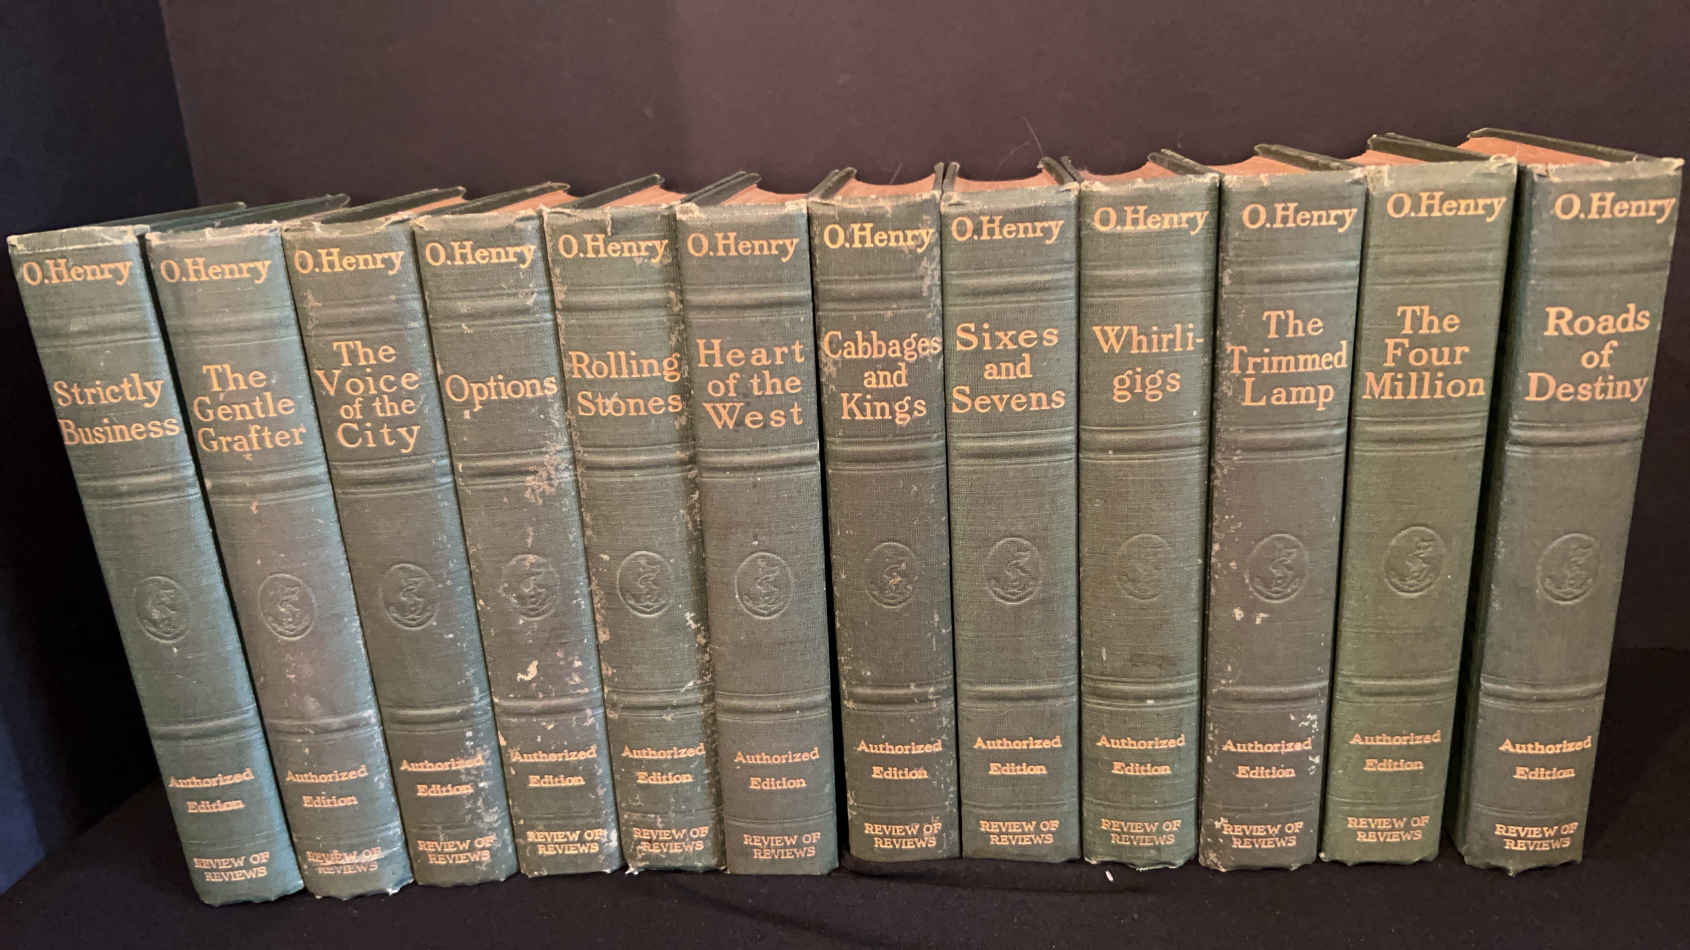 O.Henry
Strictly
Business
Authorized
Edition
REVIEW OF
REVIEWS
O.Henry
The
Gentle
Grafter
Authorized
Edition
REVIEW OF
REVIEWS
O.Henry
The
Voice
of the
City
Authorized
Edition
REVIEW OF
REVIEWS
O.Henry
Options
Authorized
Edition
REVIEW OF
REVIEWS
O.Henry
Rolling
Stones
Authorized
Edition
REVIEW OF
REVIEWS
O.Henry
Heart
of the
West
Authorized
Edition
REVIEW OF
REVIEWS
O.Henry
Cabbages
and
Kings
Authorized
Edition
REVIEW OF
REVIEWS
O.Henry
Sixes
and
Sevens
Authorized
Edition
REVIEW OF
REVIEWS
O.Henry
Whirli-
gigs
Authorized
Edition
REVIEW OF
REVIEWS
O.Henry
The
Trimmed
Lamp
Authorized
Edition
REVIEW OF
REVIEWS
O.Henry
The
Four
Million
Authorized
Edition
REVIEW OF
REVIEWS
O.Henry
Roads
of
Destiny
Authorized
Edition
REVIEW OF
REVIEWS